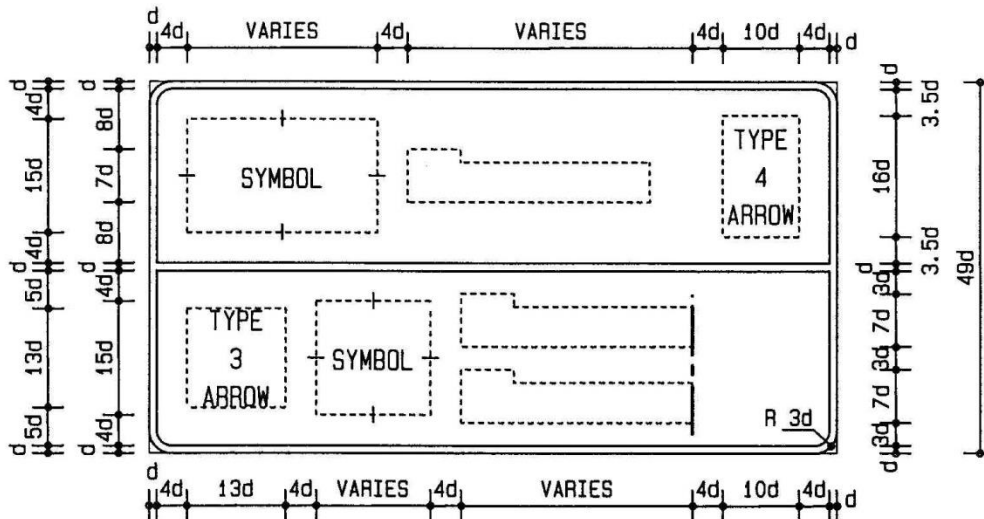 d
4d VARIES 4d VARIES 4d 10d 4d
d
d
d
d
4d
8d
3.5d
15d
7d
16d
49d
4d
8d
3.5d
d
d
d
5d
4d
3d
13d
15d
7d
3d
7d
5d
4d
3d
d
d
d
SYMBOL
TYPE
4
ARROW
TYPE
3
ARROW
SYMBOL
R 3d
d
4d 13d 4d VARIES 4d VARIES 4d 10d 4d
d